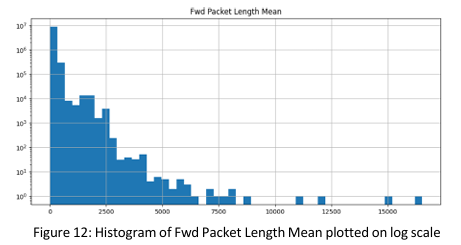 Fwd Packet Length Mean
10⁷
10⁶
10⁵
10⁴
10³
10²
10¹
10⁰
0 2500 5000 7500 10000 12500 15000
Figure 12: Histogram of Fwd Packet Length Mean plotted on log scale